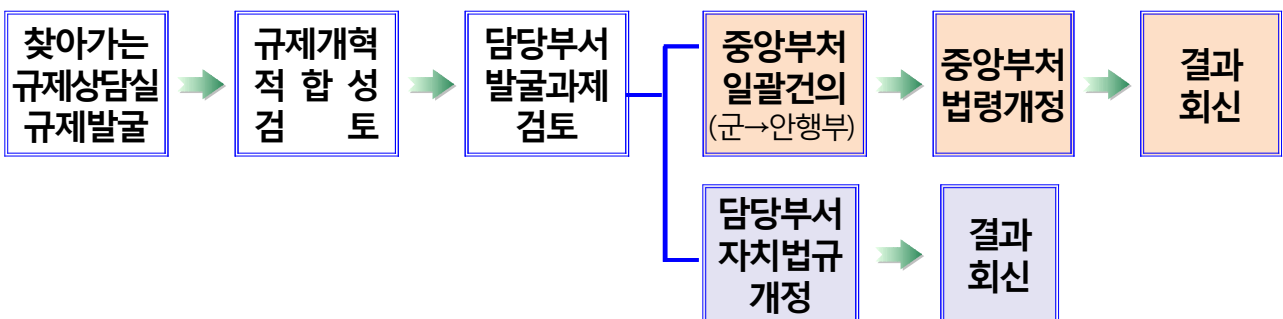 찾아가는
규제상담실
규제발굴
규제개혁
적 합 성
검 토
담당부서
발굴과제
검토
중앙부처
일괄건의
(군→안행부)
중앙부처
법령개정
결과
회신
담당부서
자치법규
개정
결과
회신